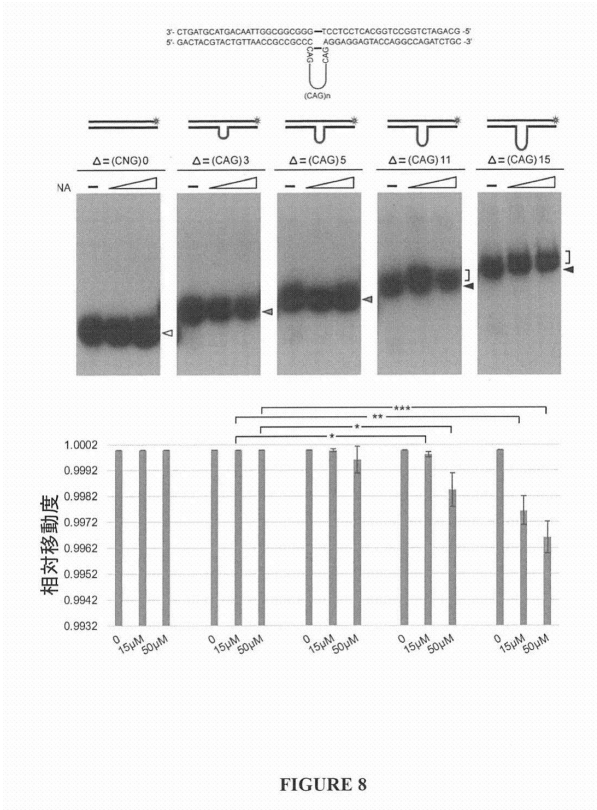 3'- CTGATGCATGACAATTGGCGGCGGG TCCTCCTCACGGTCCGGTCTAGACG -5'
5'- GACTACGTACTGTTAACCGCCGCCC AGGAGGAGTACCAGGCCAGATCTGC -3'
CAG GAC
(CAG)n
Δ=(CNG)0 Δ=(CAG)3 Δ=(CAG)5 Δ=(CAG)11 Δ=(CAG)15
NA – – – – –
***
**
*
*
相対移動度
1.0002
0.9992
0.9982
0.9972
0.9962
0.9952
0.9942
0.9932
0 15μM 50μM 0 15μM 50μM 0 15μM 50μM 0 15μM 50μM 0 15μM 50μM
FIGURE 8